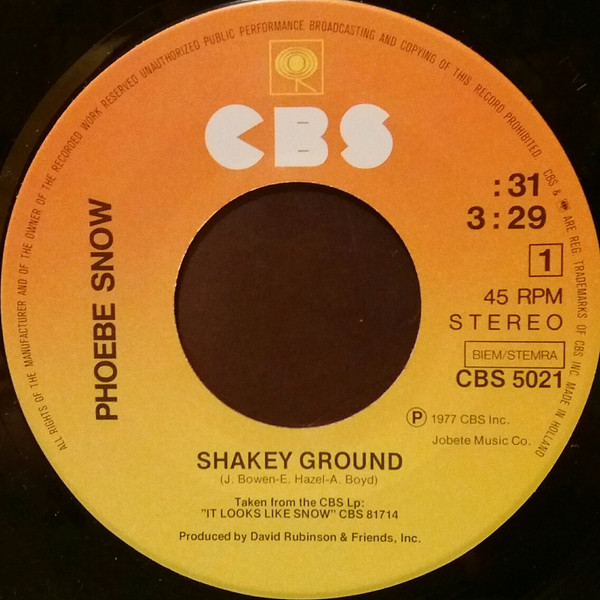 ALL RIGHTS OF THE MANUFACTURER AND OF THE OWNER OF THE RECORDED WORK RESERVED UNAUTHORIZED PUBLIC PERFORMANCE BROADCASTING AND COPYING OF THIS RECORD PROHIBITED. CBS & ARE REG. TRADEMARKS OF CBS INC. MADE IN HOLLAND
CBS
PHOEBE SNOW
:31
3:29
1
45 RPM
STEREO
BIEM/STEMRA
CBS 5021
Ⓟ 1977 CBS Inc.
Jobete Music Co.
SHAKEY GROUND
(J. Bowen-E. Hazel-A. Boyd)
Taken from the CBS Lp:
"IT LOOKS LIKE SNOW" CBS 81714
Produced by David Rubinson & Friends, Inc.